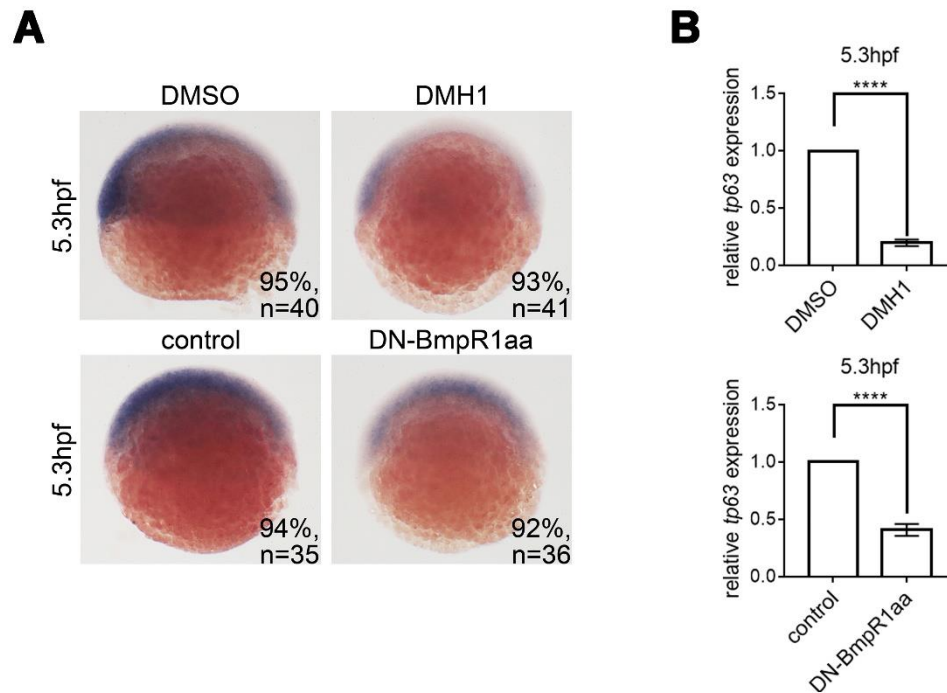 A
DMSO
DMH1
5.3hpf
95%,
n=40
93%,
n=41
control
DN-BmpR1aa
5.3hpf
94%,
n=35
92%,
n=36
B
5.3hpf
****
relative tp63 expression
1.5
1.0
0.5
0.0
DMSO
DMH1
5.3hpf
****
relative tp63 expression
1.5
1.0
0.5
0.0
control
DN-BmpR1aa